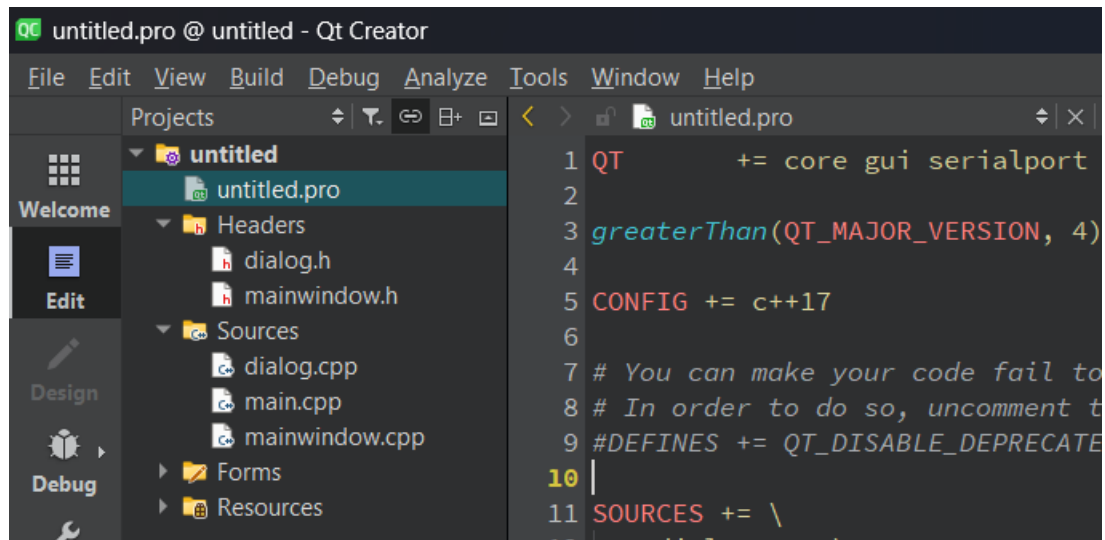 QC untitled.pro @ untitled - Qt Creator
File Edit View Build Debug Analyze Tools Window Help
Projects
untitled.pro
Welcome
Edit
Design
Debug
untitled
untitled.pro
Headers
dialog.h
mainwindow.h
Sources
dialog.cpp
main.cpp
mainwindow.cpp
Forms
Resources
1 QT += core gui serialport
2
3 greaterThan(QT_MAJOR_VERSION, 4)
4
5 CONFIG += c++17
6
7 # You can make your code fail to
8 # In order to do so, uncomment t
9 #DEFINES += QT_DISABLE_DEPRECATE
10
11 SOURCES += \